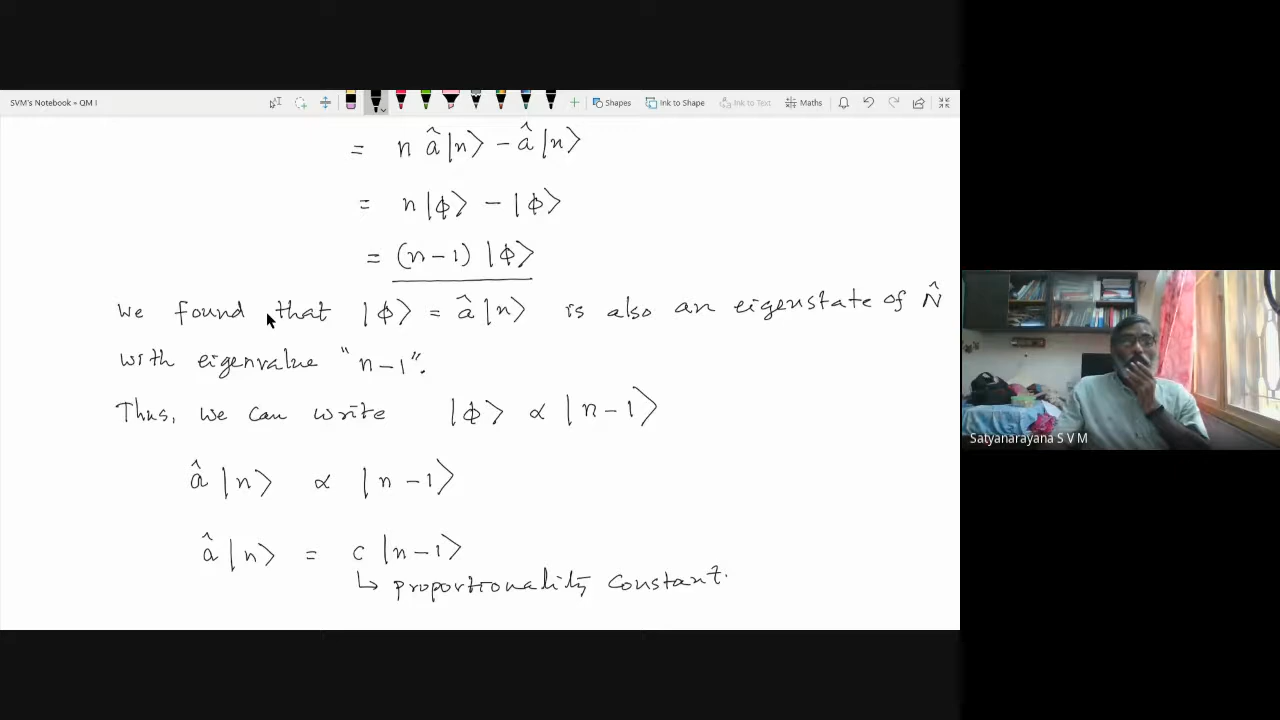 SVM's Notebook » QM I
Shapes Ink to Shape Ink to Text Maths
= n â|n⟩ − â|n⟩
= n|ϕ⟩ − |ϕ⟩
= (n−1) |ϕ⟩
We found that |ϕ⟩ = â|n⟩ is also an eigenstate of N̂
with eigenvalue "n−1".
Thus, we can write |ϕ⟩ ∝ |n−1⟩
â|n⟩ ∝ |n−1⟩
â|n⟩ = c |n−1⟩
↳ proportionality constant.
Satyanarayana S V M